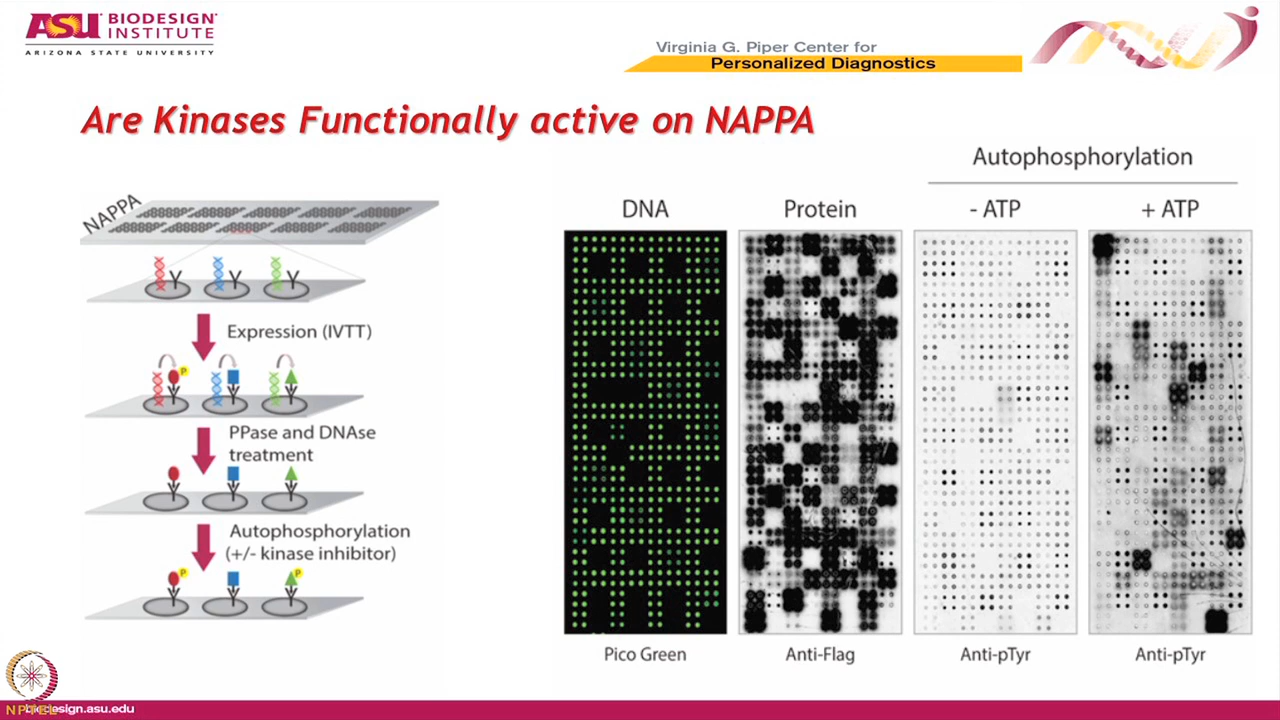 ASU BIODESIGN
INSTITUTE
ARIZONA STATE UNIVERSITY
Virginia G. Piper Center for
Personalized Diagnostics
Are Kinases Functionally active on NAPPA
NAPPA
Expression (IVTT)
P
PPase and DNAse
treatment
Autophosphorylation
(+/- kinase inhibitor)
P
P
Autophosphorylation
DNA
Protein
- ATP
+ ATP
Pico Green
Anti-Flag
Anti-pTyr
Anti-pTyr
NPTEL
biodesign.asu.edu